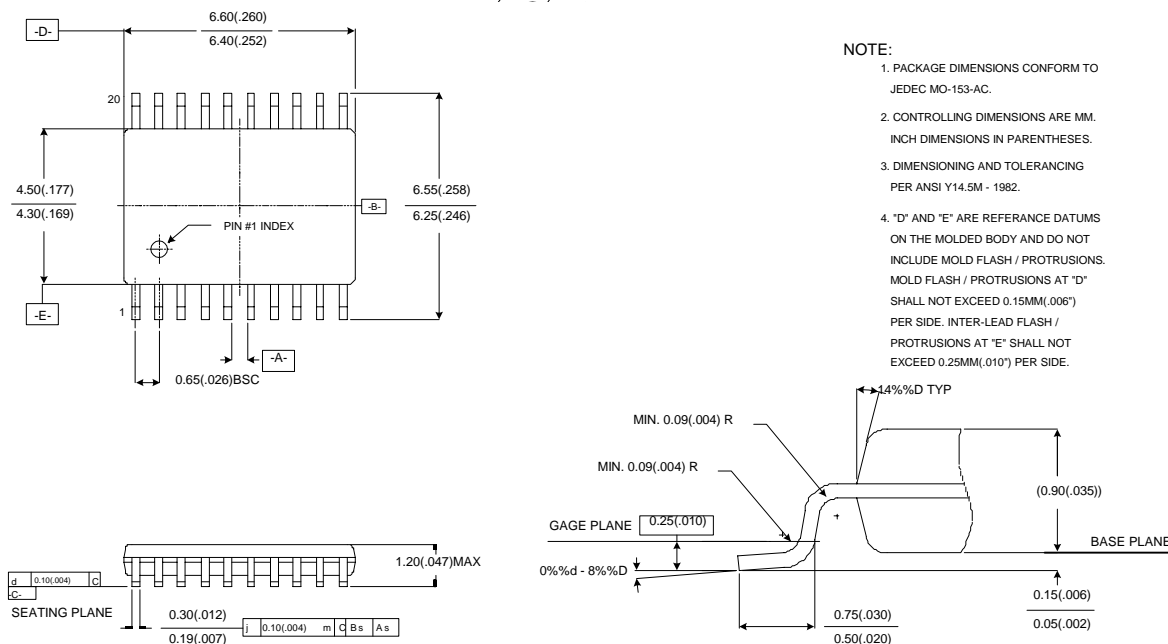 6.60(.260)
6.40(.252)
-D-
20
4.50(.177)
4.30(.169)
6.55(.258)
6.25(.246)
-B-
PIN #1 INDEX
-E-
1
-A-
0.65(.026)BSC
NOTE:
1. PACKAGE DIMENSIONS CONFORM TO
JEDEC MO-153-AC.
2. CONTROLLING DIMENSIONS ARE MM.
INCH DIMENSIONS IN PARENTHESES.
3. DIMENSIONING AND TOLERANCING
PER ANSI Y14.5M - 1982.
4. "D" AND "E" ARE REFERANCE DATUMS
ON THE MOLDED BODY AND DO NOT
INCLUDE MOLD FLASH / PROTRUSIONS.
MOLD FLASH / PROTRUSIONS AT "D"
SHALL NOT EXCEED 0.15MM(.006")
PER SIDE. INTER-LEAD FLASH /
PROTRUSIONS AT "E" SHALL NOT
EXCEED 0.25MM(.010") PER SIDE.
14%%D TYP
MIN. 0.09(.004) R
MIN. 0.09(.004) R
GAGE PLANE
0.25(.010)
(0.90(.035))
BASE PLANE
0%%d - 8%%D
0.75(.030)
0.50(.020)
0.15(.006)
0.05(.002)
1.20(.047)MAX
d 0.10(.004) C
-C-
SEATING PLANE
0.30(.012)
0.19(.007)
j 0.10(.004) m C B s A s